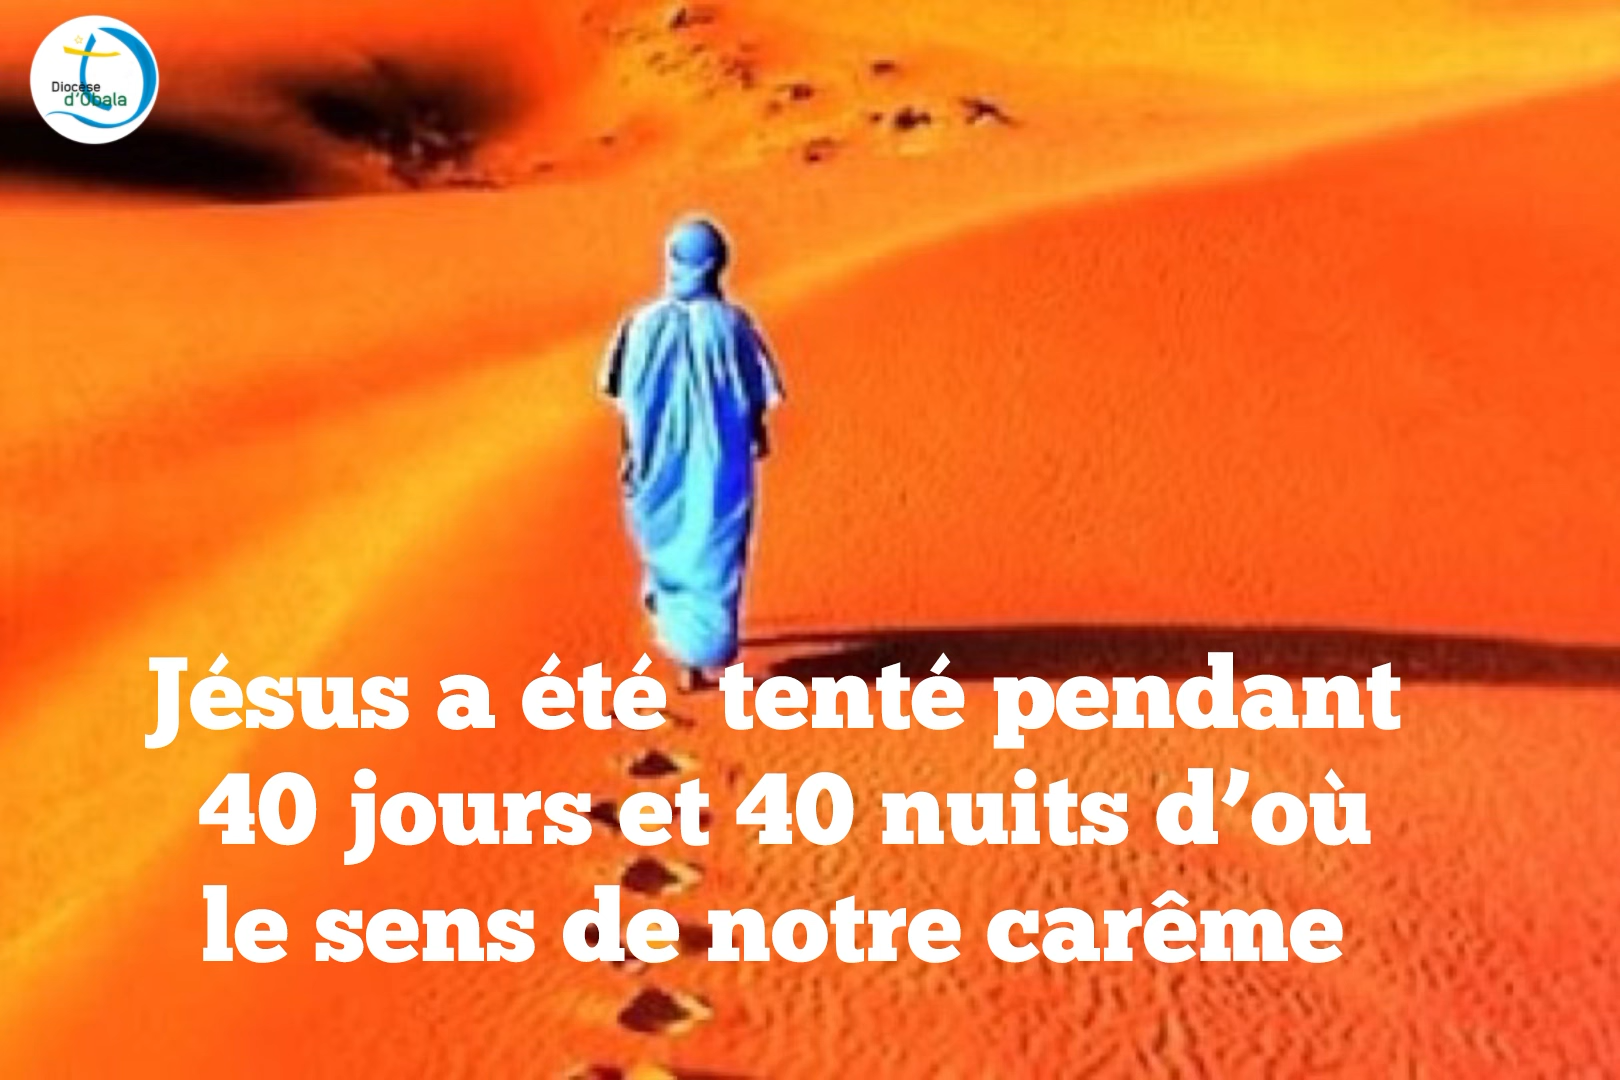 Diocèse
d'Obala
Jésus a été tenté pendant
40 jours et 40 nuits d’où
le sens de notre carême